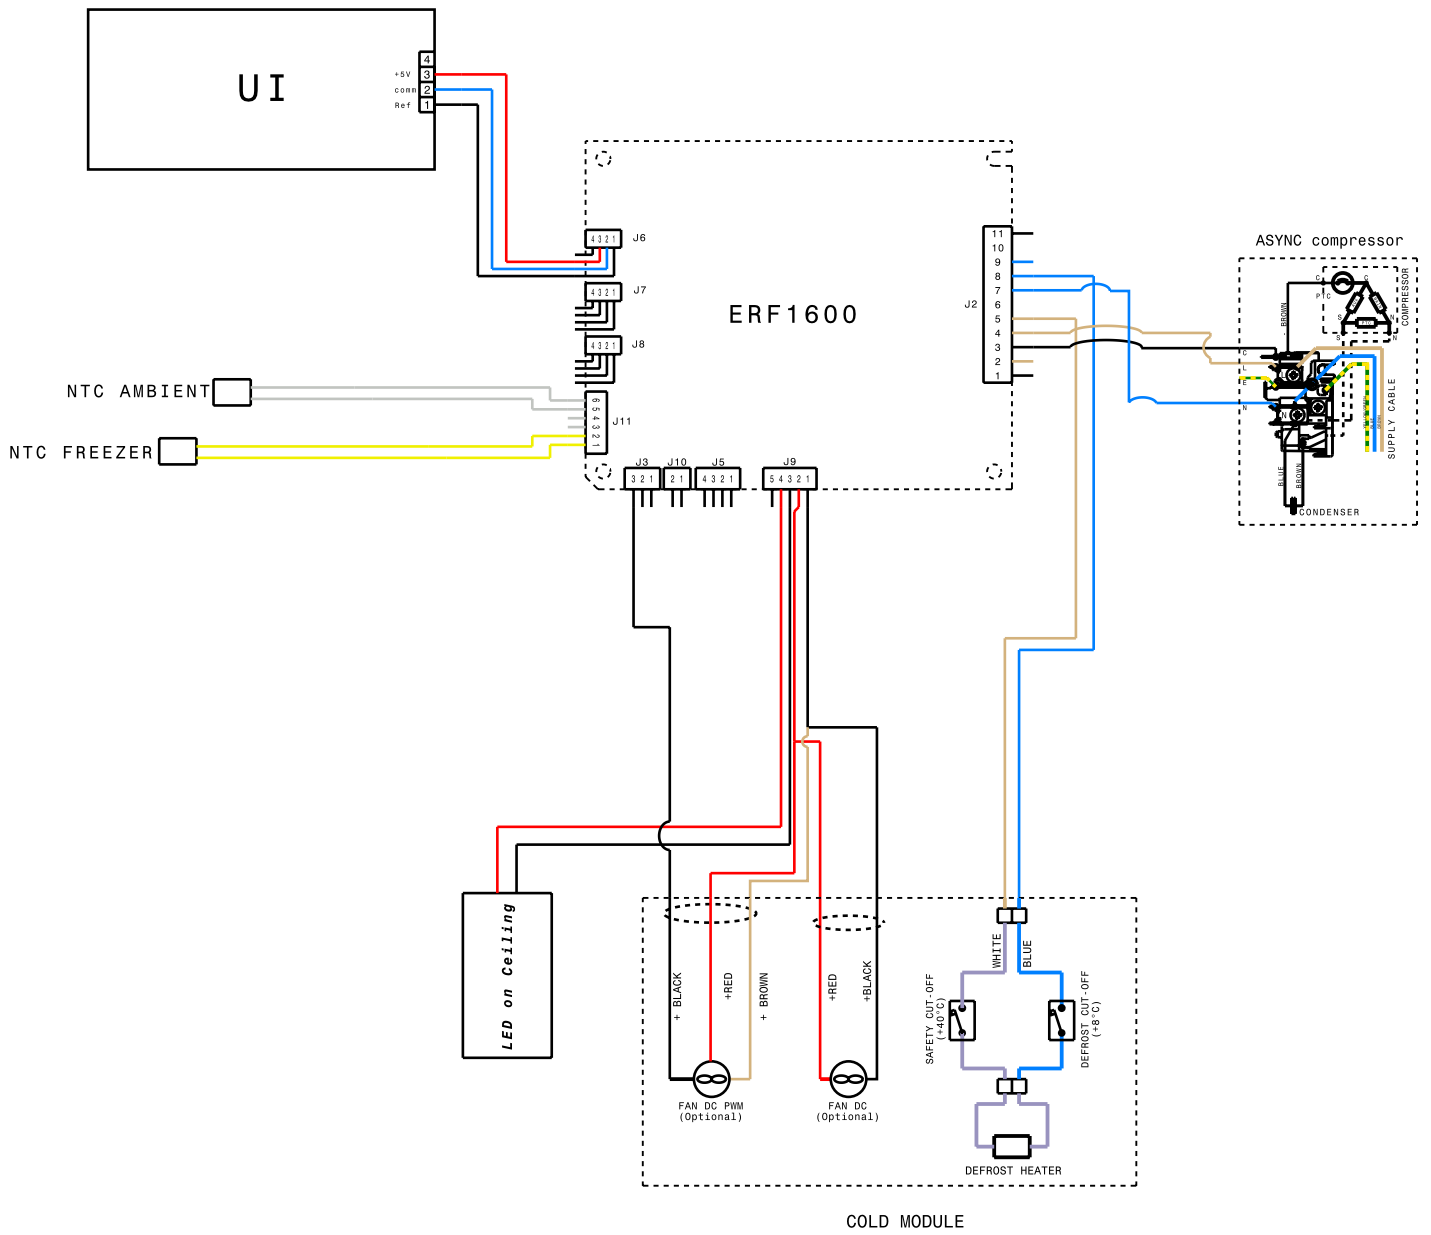 UI
4
+5V 3
comm 2
Ref 1
ERF1600
4 3 2 1 J6
4 3 2 1 J7
4 3 2 1 J8
NTC AMBIENT
NTC FREEZER
6 5 4 3 2 1
J11
J3
3 2 1
J10
2 1
J5
4 3 2 1
J9
5 4 3 2 1
J2
11
10
9
8
7
6
5
4
3
2
1
ASYNC compressor
COMPRESSOR
C
C
PTC
S
N
S
N
BROWN
C
L
E
N
L
N
SUPPLY CABLE
BLUE
BROWN
CONDENSER
LED on Ceiling
+ BLACK
+RED
+ BROWN
+RED
+BLACK
FAN DC PWM
(Optional)
FAN DC
(Optional)
WHITE
BLUE
SAFETY CUT-OFF
(+40°C)
DEFROST CUT-OFF
(+8°C)
DEFROST HEATER
COLD MODULE